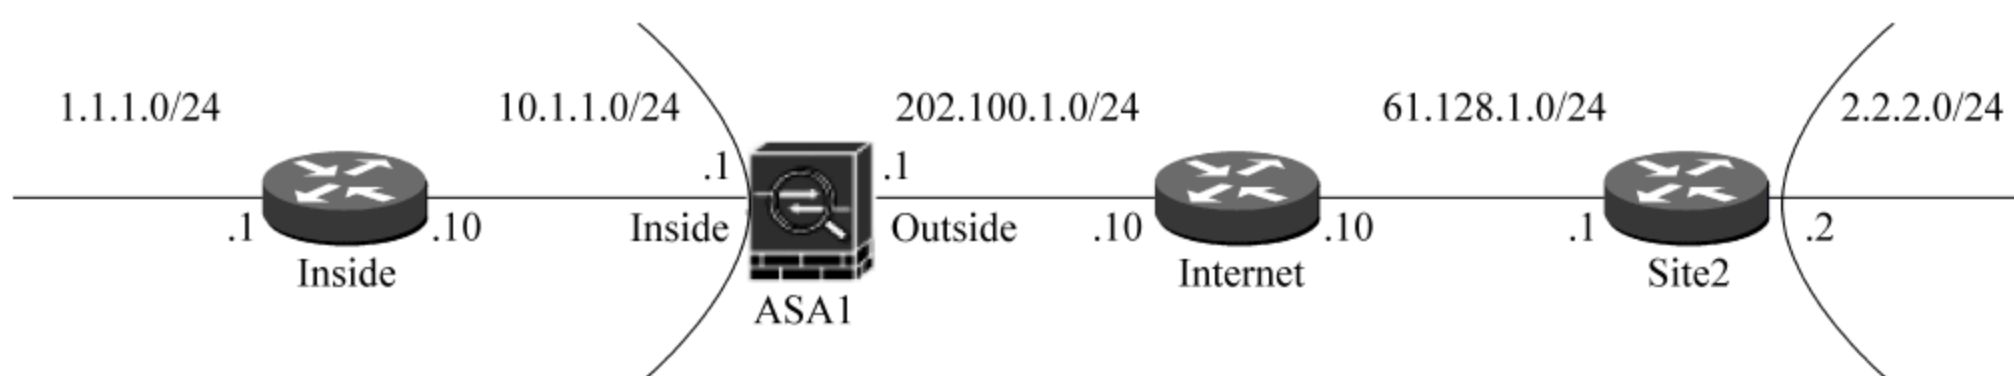 1.1.1.0/24
10.1.1.0/24
202.100.1.0/24
61.128.1.0/24
2.2.2.0/24
.1
.1
.1
.10
Inside
Outside
.10
.10
.1
.2
Inside
Internet
Site2
ASA1